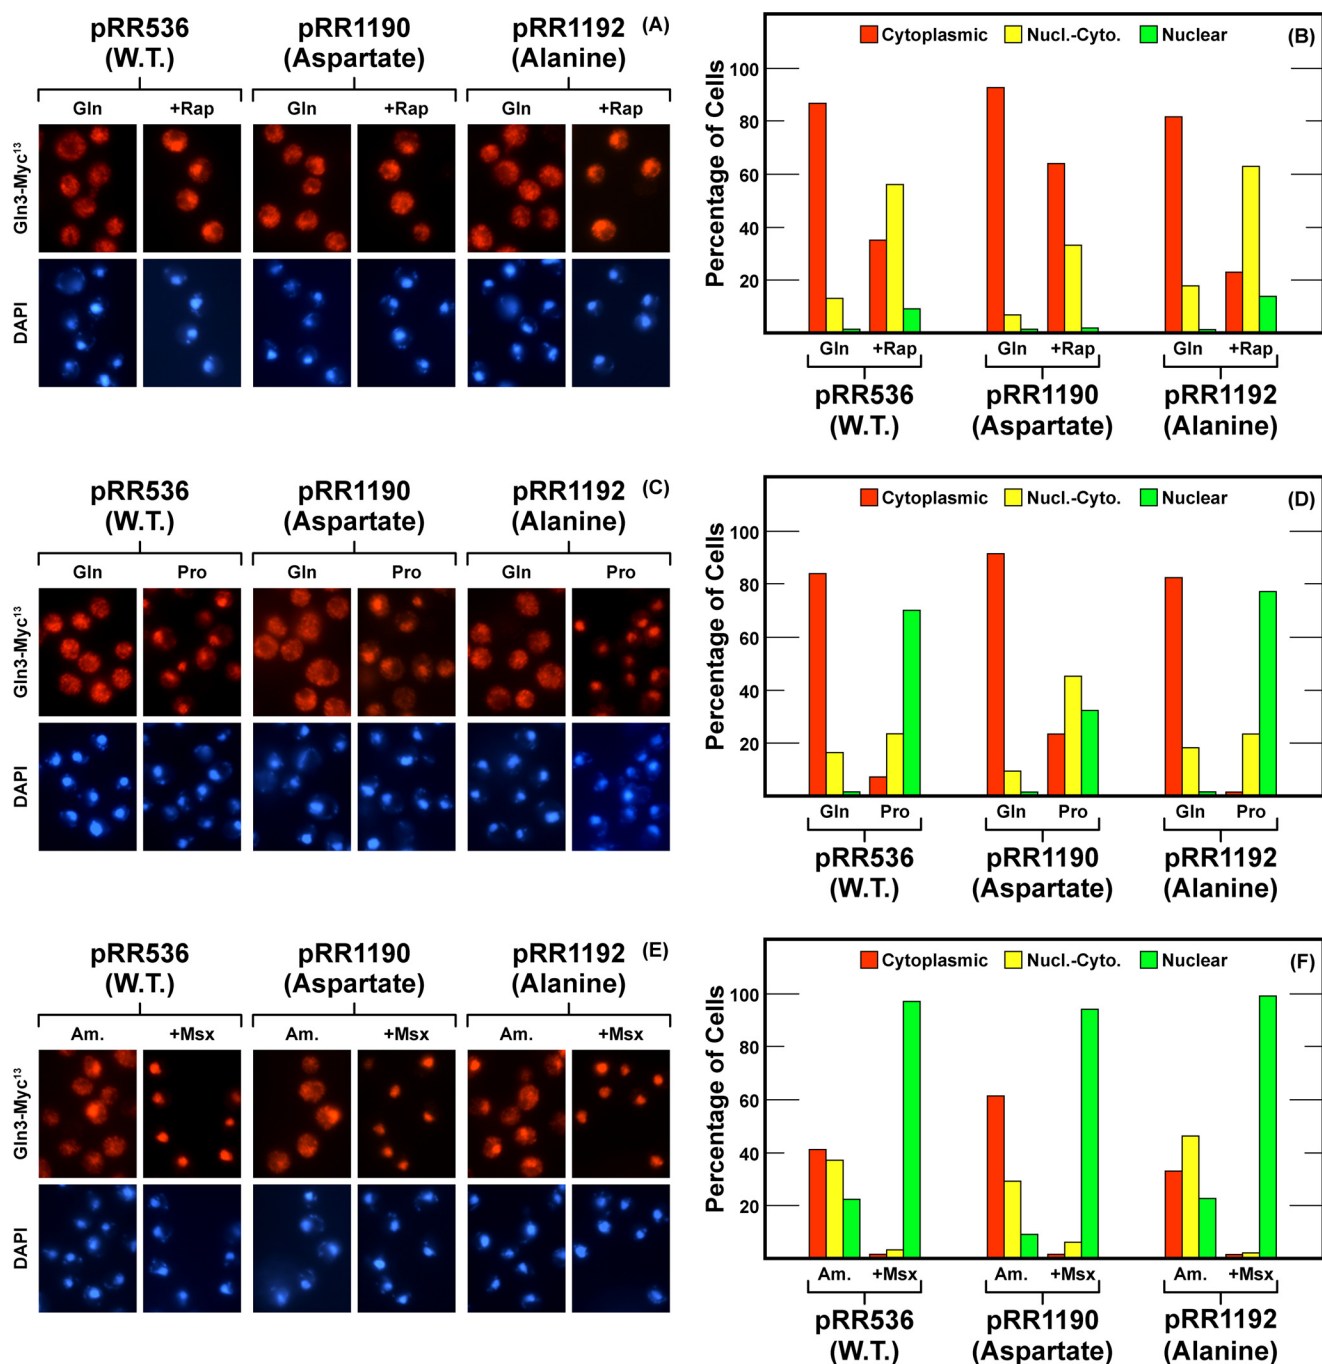 pRR536 pRR1190 pRR1192 (A)
(W.T.) (Aspartate) (Alanine)
Gln +Rap Gln +Rap Gln +Rap
Gln3-Myc13
DAPI
Cytoplasmic Nucl.-Cyto. Nuclear (B)
Percentage of Cells
100
80
60
40
20
Gln +Rap Gln +Rap Gln +Rap
pRR536 pRR1190 pRR1192
(W.T.) (Aspartate) (Alanine)
pRR536 pRR1190 pRR1192 (C)
(W.T.) (Aspartate) (Alanine)
Gln Pro Gln Pro Gln Pro
Gln3-Myc13
DAPI
Cytoplasmic Nucl.-Cyto. Nuclear (D)
Percentage of Cells
100
80
60
40
20
Gln Pro Gln Pro Gln Pro
pRR536 pRR1190 pRR1192
(W.T.) (Aspartate) (Alanine)
pRR536 pRR1190 pRR1192 (E)
(W.T.) (Aspartate) (Alanine)
Am. +Msx Am. +Msx Am. +Msx
Gln3-Myc13
DAPI
Cytoplasmic Nucl.-Cyto. Nuclear (F)
Percentage of Cells
100
80
60
40
20
Am. +Msx Am. +Msx Am. +Msx
pRR536 pRR1190 pRR1192
(W.T.) (Aspartate) (Alanine)